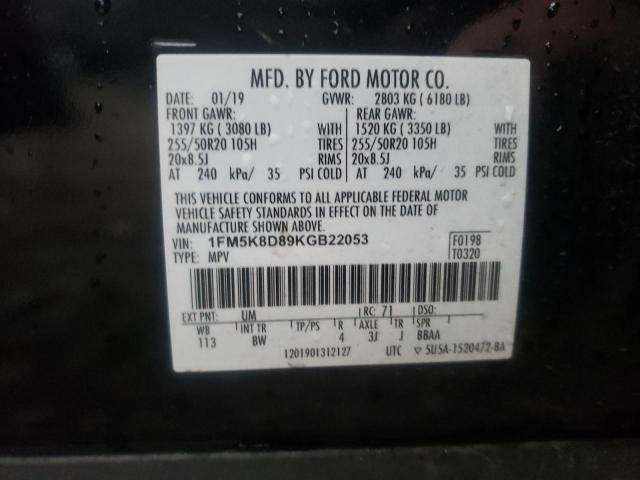 MFD. BY FORD MOTOR CO.
DATE: 01/19 GVWR: 2803 KG ( 6180 LB)
FRONT GAWR: REAR GAWR:
1397 KG ( 3080 LB) WITH 1520 KG ( 3350 LB) WITH
255/50R20 105H TIRES 255/50R20 105H TIRES
20x8.5J RIMS 20x8.5J RIMS
AT 240 kPa/ 35 PSI COLD AT 240 kPa/ 35 PSI COLD
THIS VEHICLE CONFORMS TO ALL APPLICABLE FEDERAL MOTOR
VEHICLE SAFETY STANDARDS IN EFFECT ON THE DATE OF
MANUFACTURE SHOWN ABOVE.
VIN: 1FM5K8D89KGB22053 F0198
TYPE: MPV T0320
EXT PNT: UM RC: 71 DSO:
WB INT TR TP/PS R AXLE TR SPR
113 BW 4 3J J BBAA
1201901312127 UTC ▽ SU5A-1520472-BA